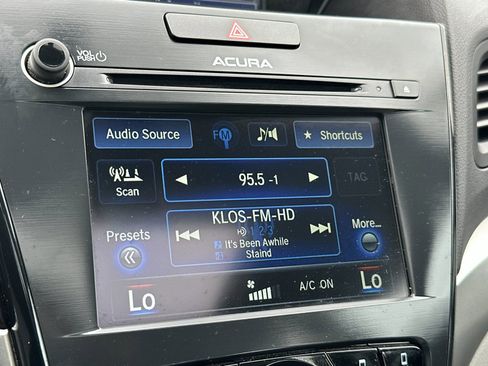 VOL
PUSH
ACURA
Audio Source
FM
Shortcuts
Scan
95.5 -1
TAG
KLOS-FM-HD
HD 1 2 3
Presets
It's Been Awhile
Staind
More...
Lo
A/C ON
Lo